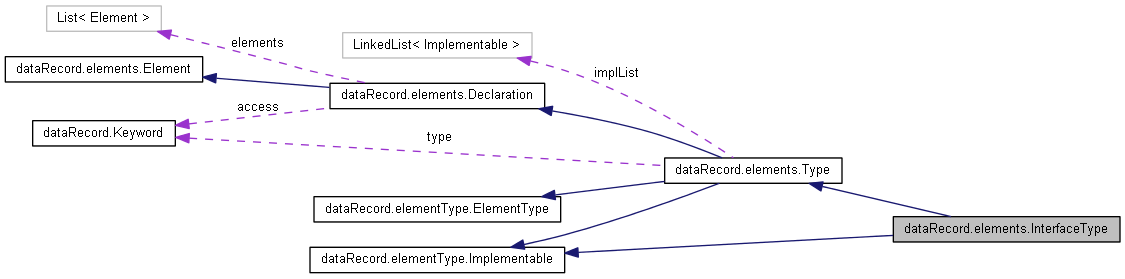 List< Element >
elements
LinkedList< Implementable >
dataRecord.elements.Element
implList
dataRecord.elements.Declaration
access
dataRecord.Keyword
type
dataRecord.elements.Type
dataRecord.elementType.ElementType
dataRecord.elements.InterfaceType
dataRecord.elementType.Implementable